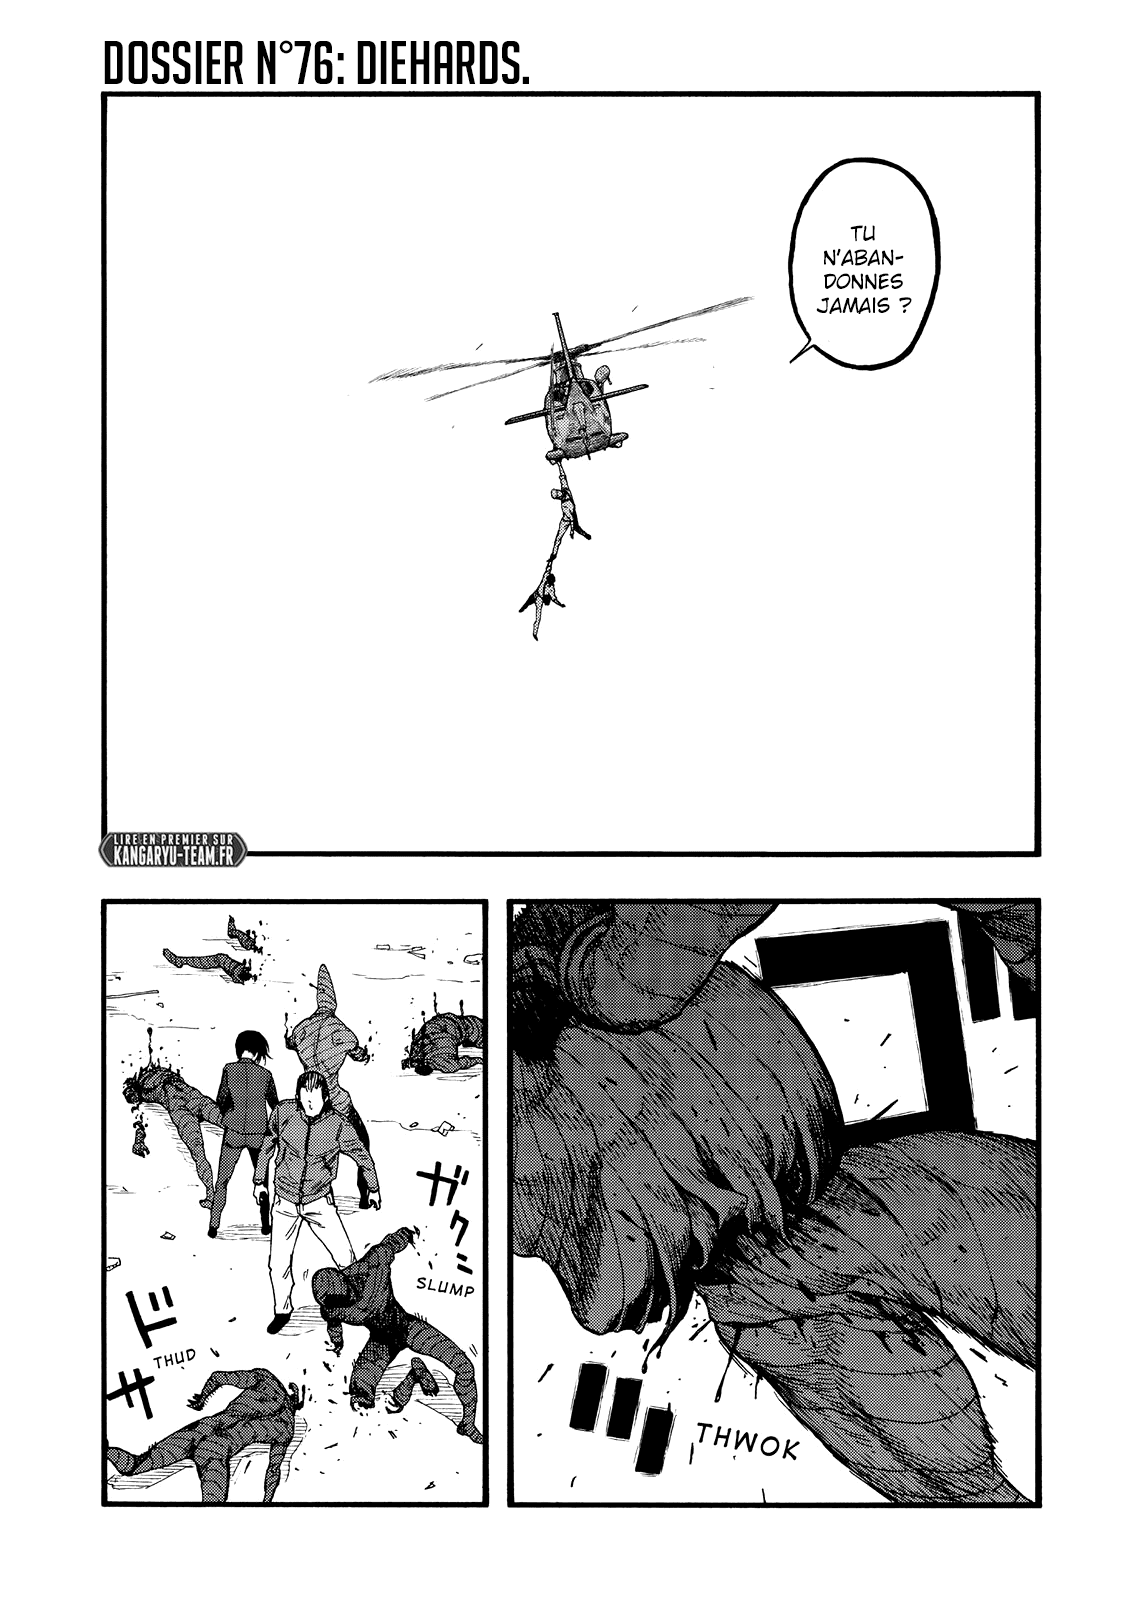 DOSSIER N°76: DIEHARDS.
TU
N'ABAN-
DONNES
JAMAIS ?
LIRE EN PREMIER SUR
KANGARYU-TEAM.FR
ガクン
SLUMP
ドサ
THUD
THWOK